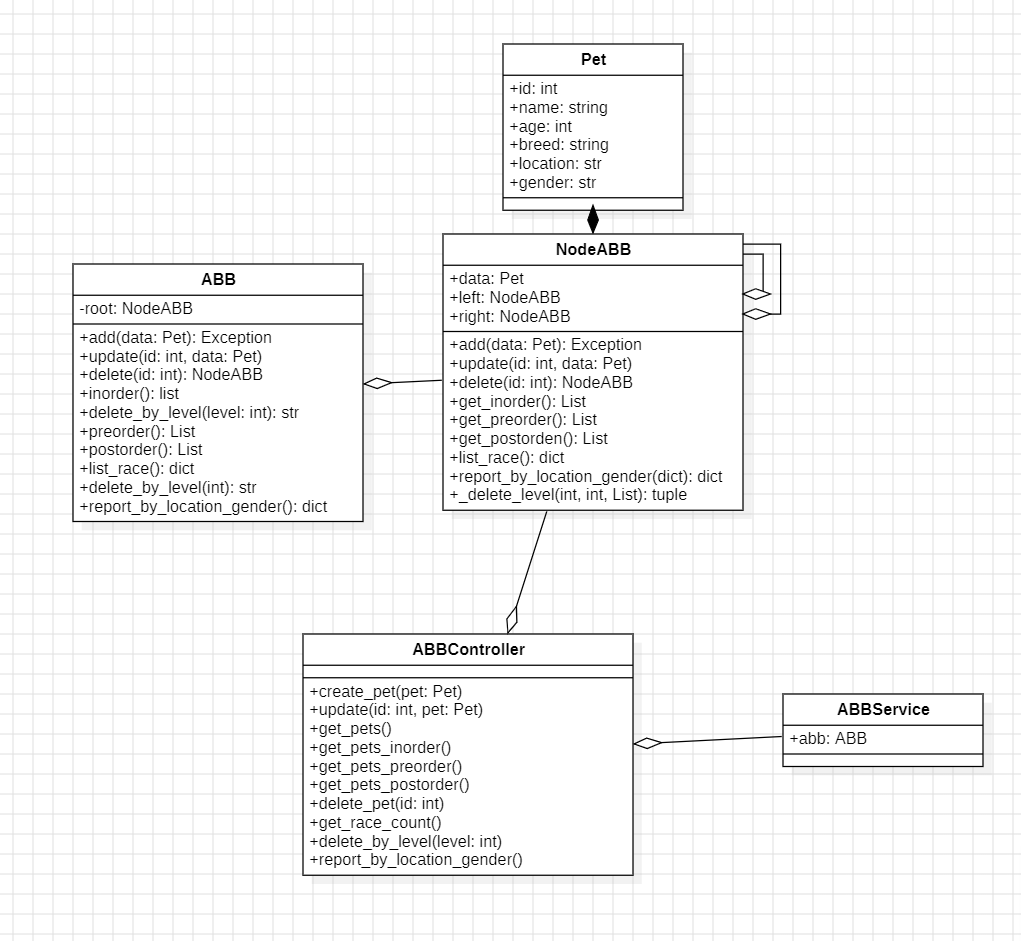 Pet
+id: int
+name: string
+age: int
+breed: string
+location: str
+gender: str
NodeABB
+data: Pet
+left: NodeABB
+right: NodeABB
+add(data: Pet): Exception
+update(id: int, data: Pet)
+delete(id: int): NodeABB
+get_inorder(): List
+get_preorder(): List
+get_postorden(): List
+list_race(): dict
+report_by_location_gender(dict): dict
+_delete_level(int, int, List): tuple
ABB
-root: NodeABB
+add(data: Pet): Exception
+update(id: int, data: Pet)
+delete(id: int): NodeABB
+inorder(): list
+delete_by_level(level: int): str
+preorder(): List
+postorder(): List
+list_race(): dict
+delete_by_level(int): str
+report_by_location_gender(): dict
ABBController
+create_pet(pet: Pet)
+update(id: int, pet: Pet)
+get_pets()
+get_pets_inorder()
+get_pets_preorder()
+get_pets_postorder()
+delete_pet(id: int)
+get_race_count()
+delete_by_level(level: int)
+report_by_location_gender()
ABBService
+abb: ABB